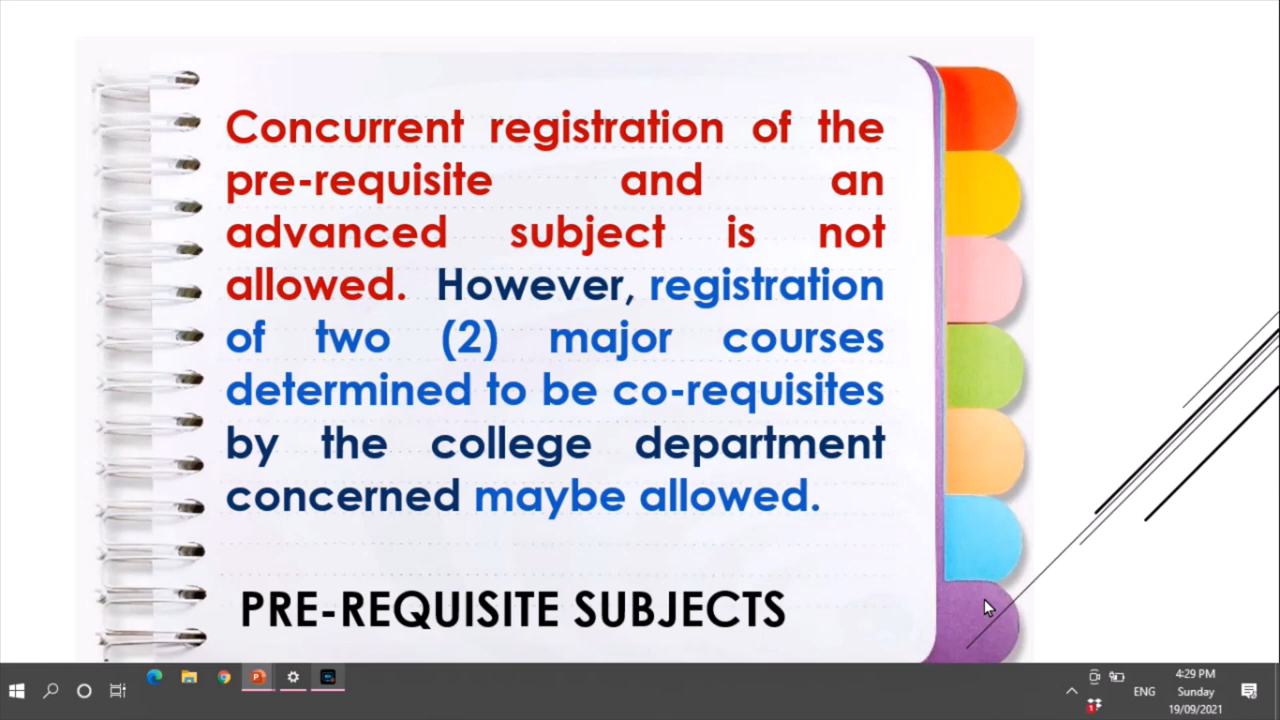 Concurrent registration of the
pre-requisite and an
advanced subject is not
allowed. However, registration
of two (2) major courses
determined to be co-requisites
by the college department
concerned maybe allowed.
PRE-REQUISITE SUBJECTS
4:29 PM
ENG
Sunday
19/09/2021
1